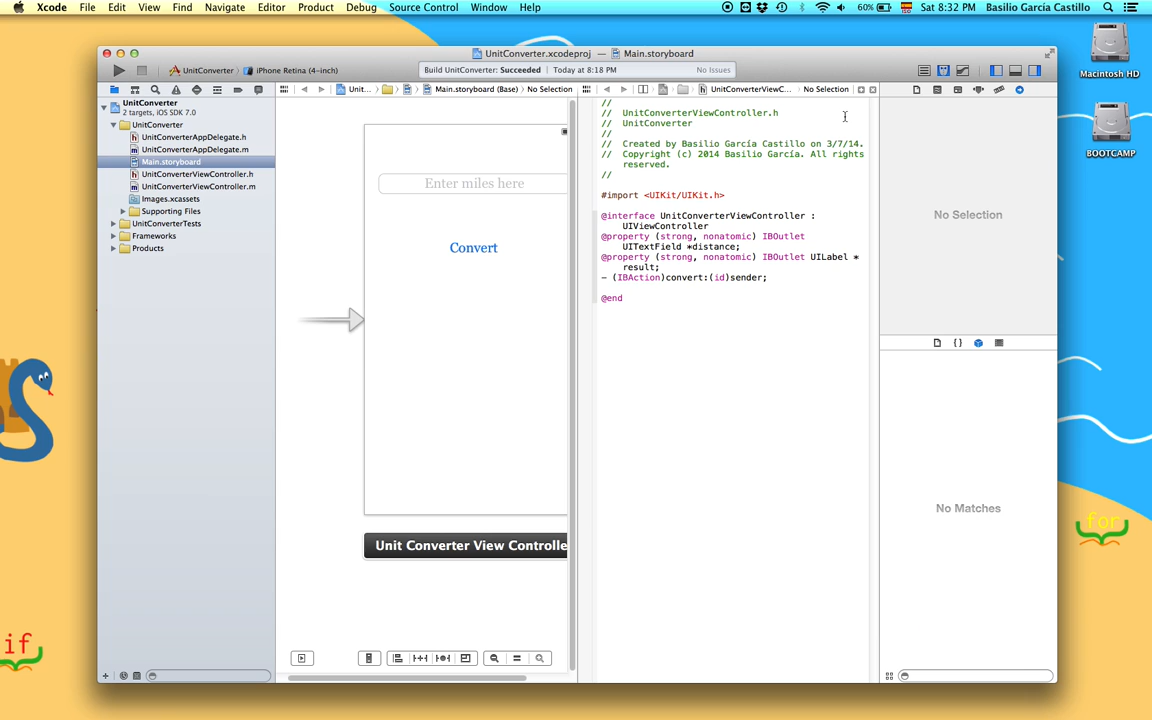 Xcode File Edit View Find Navigate Editor Product Debug Source Control Window Help
60% Sat 8:32 PM Basilio García Castillo
Macintosh HD
BOOTCAMP
UnitConverter.xcodeproj — Main.storyboard
UnitConverter iPhone Retina (4-inch)
Build UnitConverter: Succeeded Today at 8:18 PM No Issues
Unit... Main.storyboard (Base) No Selection
UnitConverterViewC... No Selection
UnitConverter
2 targets, iOS SDK 7.0
UnitConverter
UnitConverterAppDelegate.h
UnitConverterAppDelegate.m
Main.storyboard
UnitConverterViewController.h
UnitConverterViewController.m
Images.xcassets
Supporting Files
UnitConverterTests
Frameworks
Products
Enter miles here
Convert
Unit Converter View Controlle
//
// UnitConverterViewController.h
// UnitConverter
//
// Created by Basilio García Castillo on 3/7/14.
// Copyright (c) 2014 Basilio García. All rights
reserved.
//
#import <UIKit/UIKit.h>
@interface UnitConverterViewController :
UIViewController
@property (strong, nonatomic) IBOutlet
UITextField *distance;
@property (strong, nonatomic) IBOutlet UILabel *
result;
- (IBAction)convert:(id)sender;
@end
No Selection
No Matches
for
if